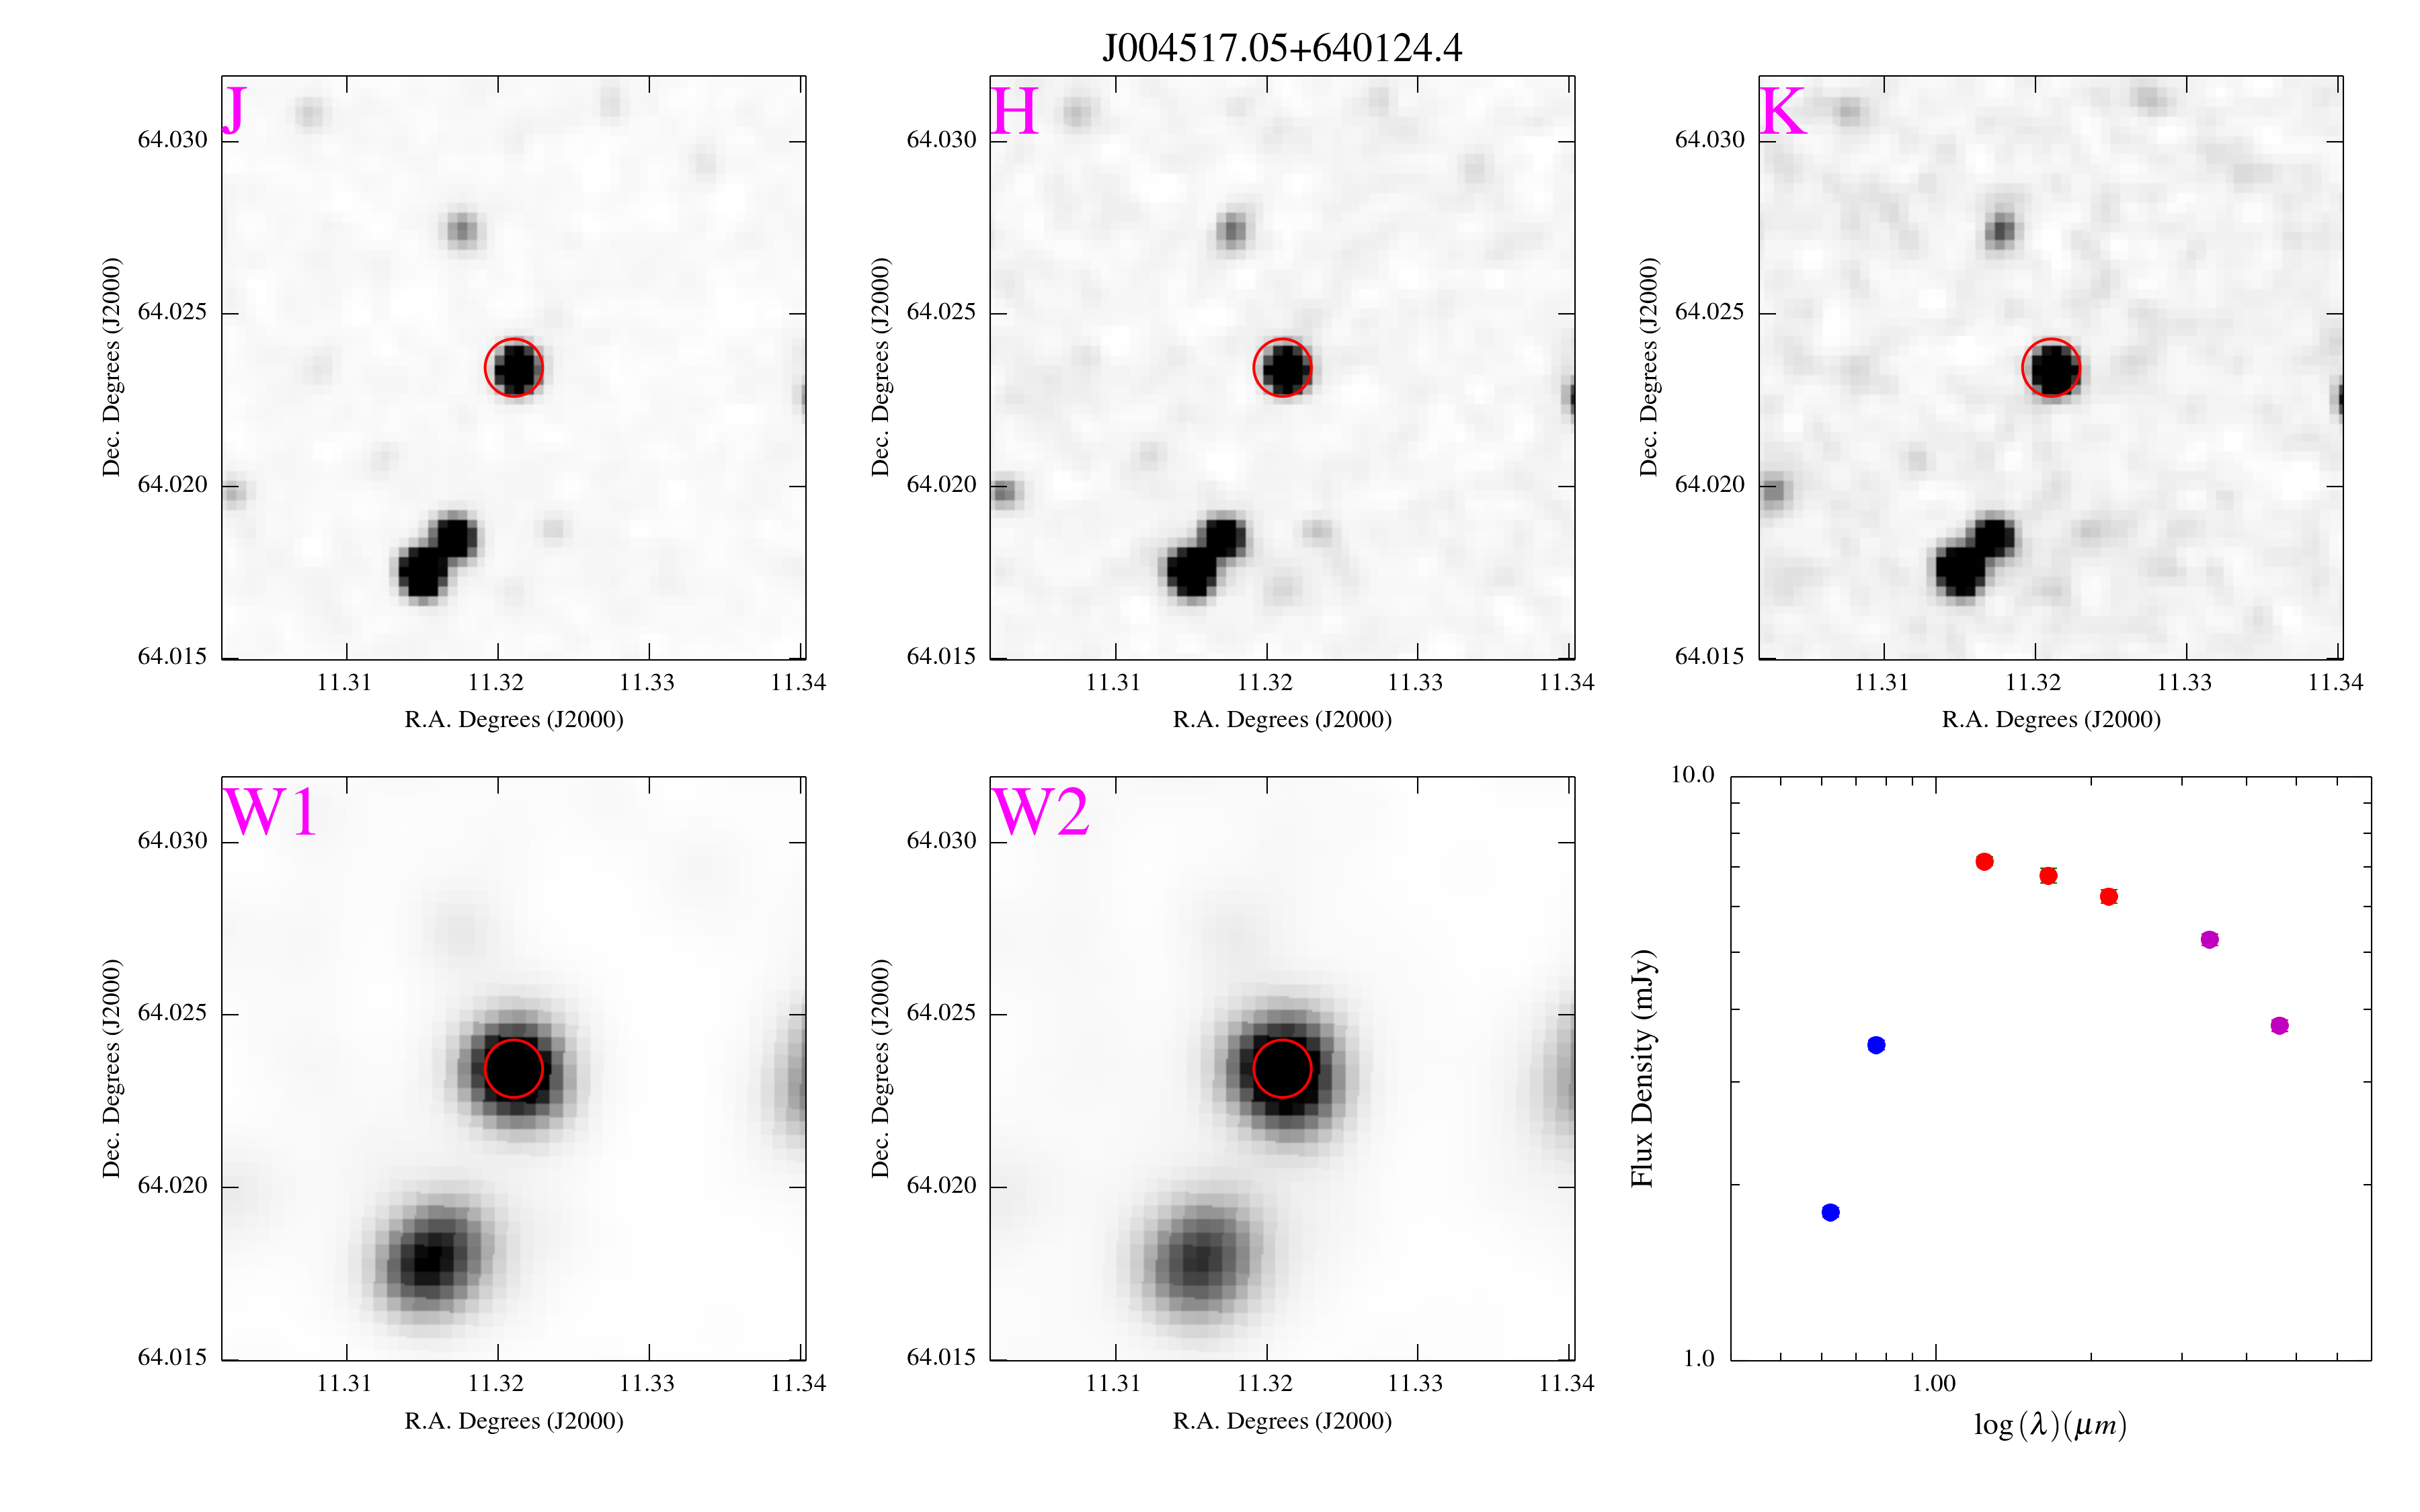 J004517.05+640124.4
J
64.030
64.025
64.020
64.015
Dec. Degrees (J2000)
11.31 11.32 11.33 11.34
R.A. Degrees (J2000)
H
64.030
64.025
64.020
64.015
Dec. Degrees (J2000)
11.31 11.32 11.33 11.34
R.A. Degrees (J2000)
K
64.030
64.025
64.020
64.015
Dec. Degrees (J2000)
11.31 11.32 11.33 11.34
R.A. Degrees (J2000)
W1
64.030
64.025
64.020
64.015
Dec. Degrees (J2000)
11.31 11.32 11.33 11.34
R.A. Degrees (J2000)
W2
64.030
64.025
64.020
64.015
Dec. Degrees (J2000)
11.31 11.32 11.33 11.34
R.A. Degrees (J2000)
10.0
1.0
Flux Density (mJy)
1.00
log(λ)(μm)